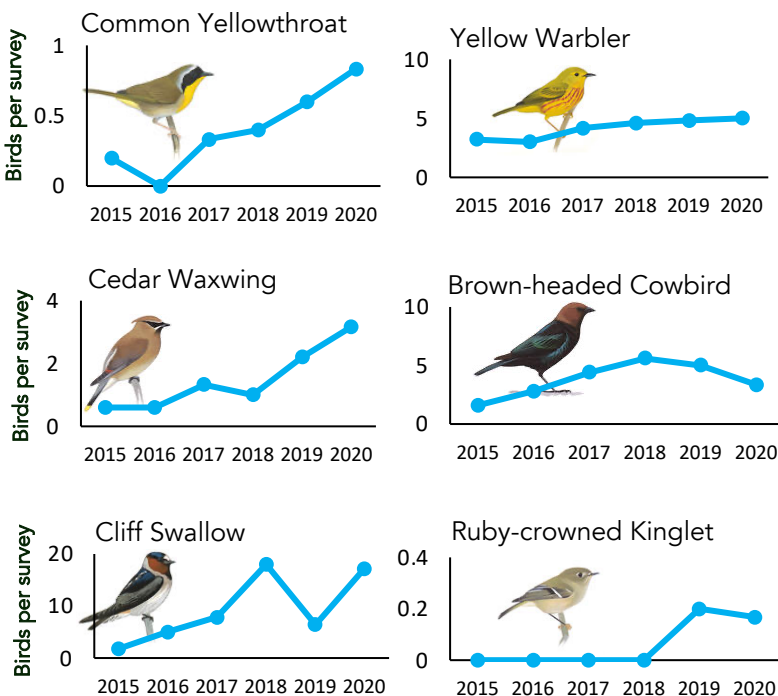 Common Yellowthroat
Birds per survey
1
0.5
0
2015 2016 2017 2018 2019 2020
Yellow Warbler
10
5
0
2015 2016 2017 2018 2019 2020
Cedar Waxwing
Birds per survey
4
2
0
2015 2016 2017 2018 2019 2020
Brown-headed Cowbird
10
5
0
2015 2016 2017 2018 2019 2020
Cliff Swallow
Birds per survey
20
10
0
2015 2016 2017 2018 2019 2020
Ruby-crowned Kinglet
0.4
0.2
0
2015 2016 2017 2018 2019 2020